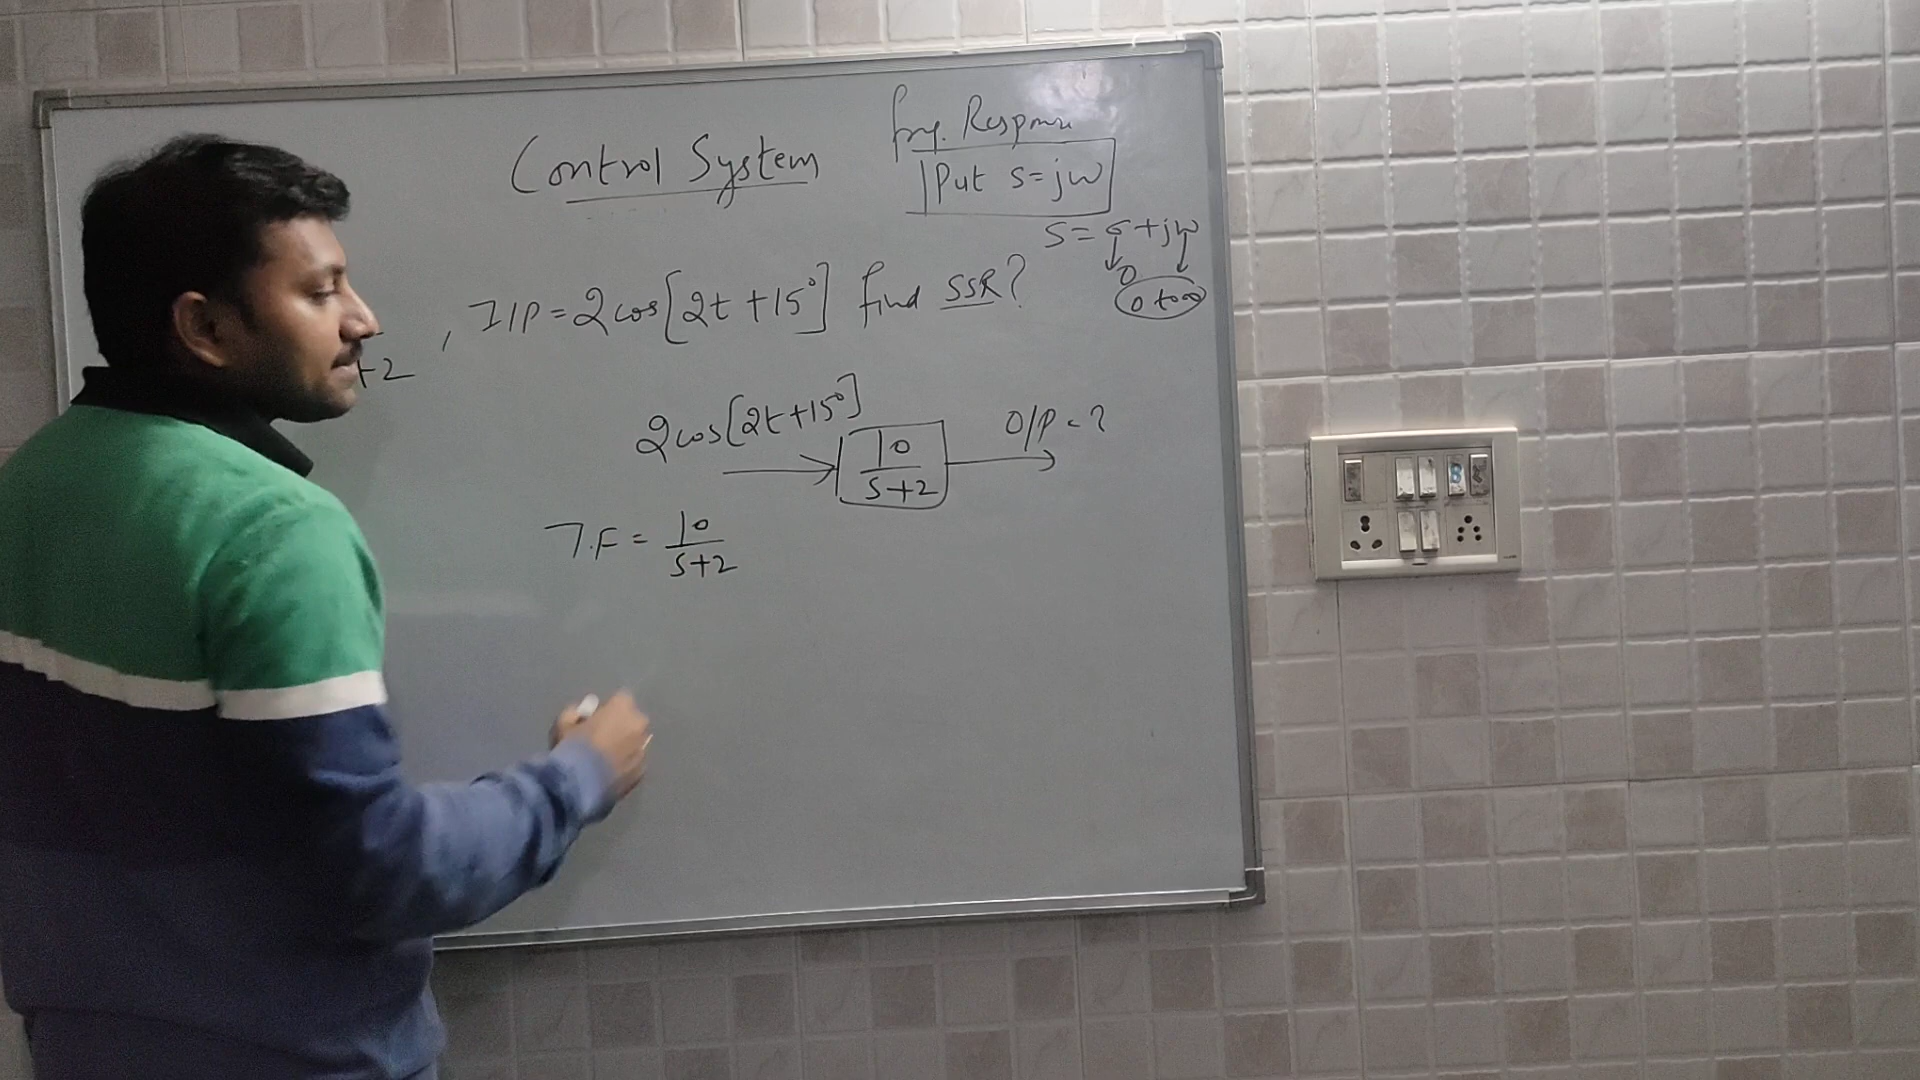 Control System
freq. Response
Put s=jω
s= σ+jω
0
0 to ∞
+2 , I/P=2cos[2t+15°] find SSR?
2cos[2t+15°]
10
s+2
O/P=?
T.F = 10
s+2